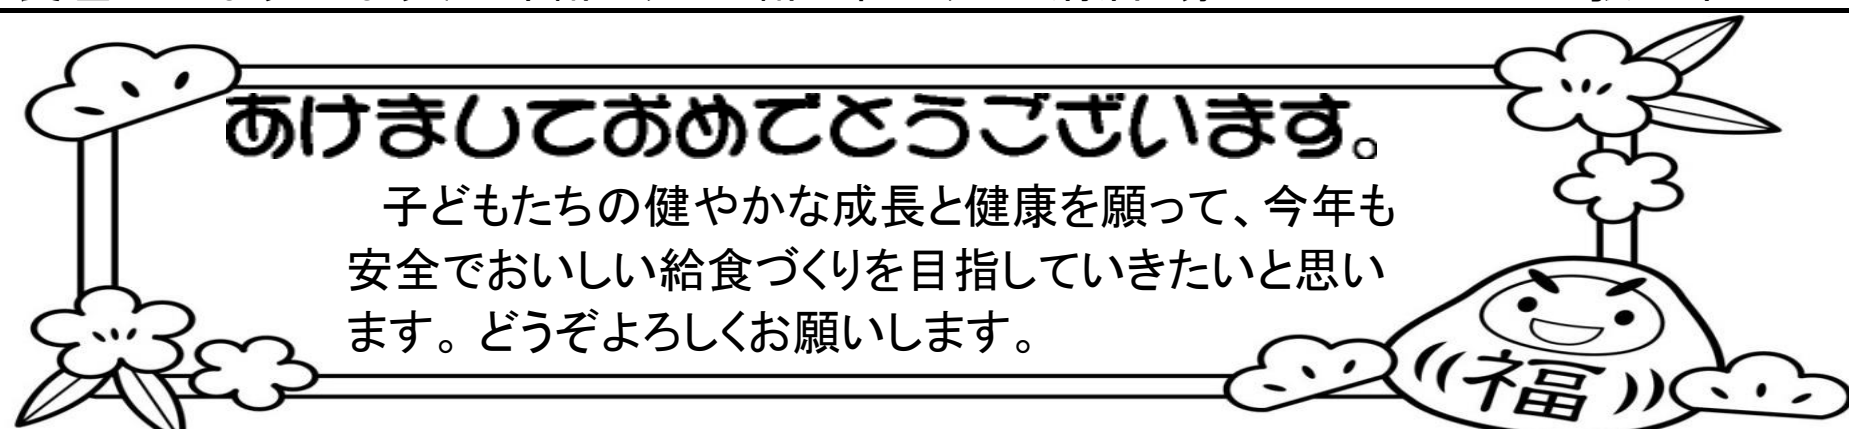 あけましておめでとうございます。
子どもたちの健やかな成長と健康を願って、今年も
安全でおいしい給食づくりを目指していきたいと思い
ます。どうぞよろしくお願いします。
福